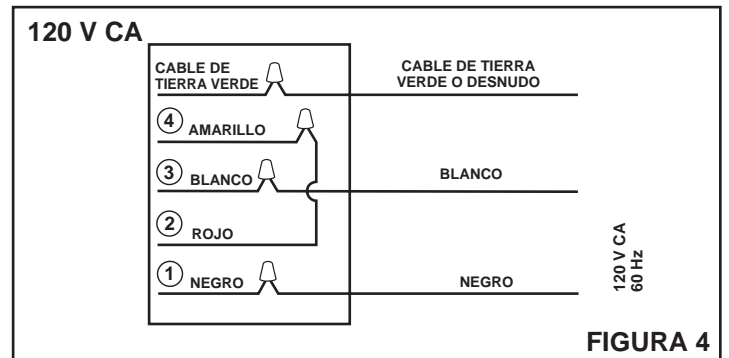 120 V CA
CABLE DE
TIERRA VERDE
CABLE DE TIERRA
VERDE O DESNUDO
4 AMARILLO
3 BLANCO
BLANCO
2 ROJO
1 NEGRO
NEGRO
120 V CA
60 Hz
FIGURA 4